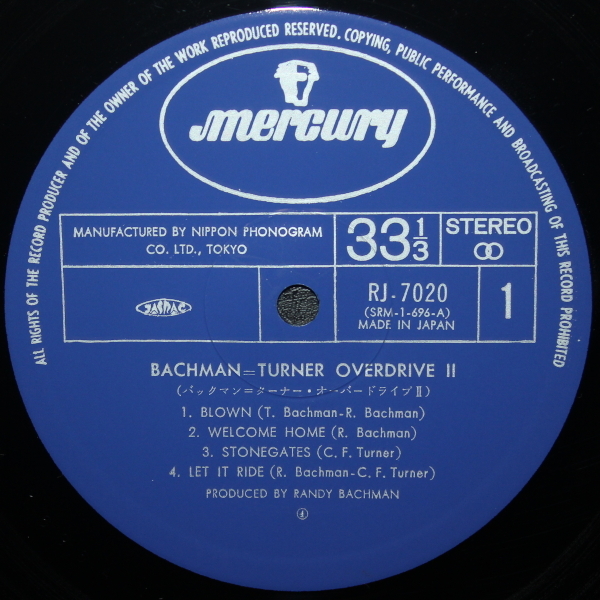 ALL RIGHTS OF THE RECORD PRODUCER AND OF THE OWNER OF THE WORK REPRODUCED RESERVED. COPYING, PUBLIC PERFORMANCE AND BROADCASTING OF THIS RECORD PROHIBITED
mercury
MANUFACTURED BY NIPPON PHONOGRAM
CO. LTD., TOKYO
33 1/3
STEREO
JASRAC
RJ-7020
(SRM-1-696-A)
MADE IN JAPAN
1
BACHMAN=TURNER OVERDRIVE II
(バックマン=ターナー・オーバードライブⅡ)
1. BLOWN (T. Bachman-R. Bachman)
2. WELCOME HOME (R. Bachman)
3. STONEGATES (C. F. Turner)
4. LET IT RIDE (R. Bachman-C. F. Turner)
PRODUCED BY RANDY BACHMAN
④